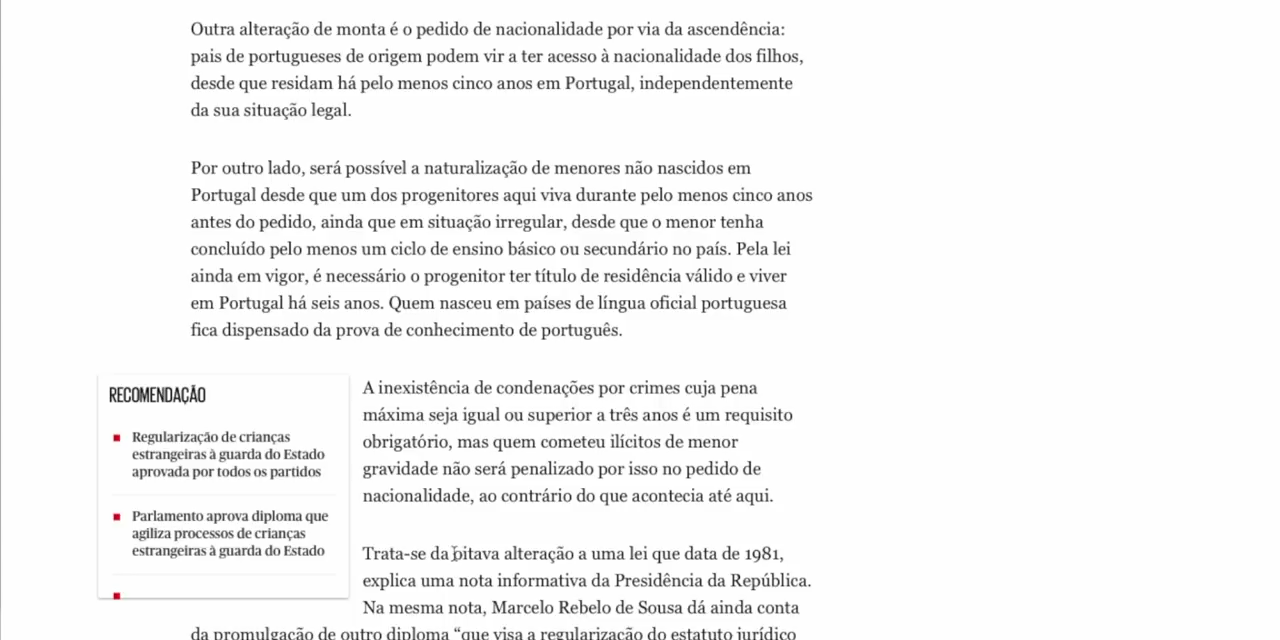 Outra alteração de monta é o pedido de nacionalidade por via da ascendência:
pais de portugueses de origem podem vir a ter acesso à nacionalidade dos filhos,
desde que residam há pelo menos cinco anos em Portugal, independentemente
da sua situação legal.
Por outro lado, será possível a naturalização de menores não nascidos em
Portugal desde que um dos progenitores aqui viva durante pelo menos cinco anos
antes do pedido, ainda que em situação irregular, desde que o menor tenha
concluído pelo menos um ciclo de ensino básico ou secundário no país. Pela lei
ainda em vigor, é necessário o progenitor ter título de residência válido e viver
em Portugal há seis anos. Quem nasceu em países de língua oficial portuguesa
fica dispensado da prova de conhecimento de português.
RECOMENDAÇÃO
Regularização de crianças
estrangeiras à guarda do Estado
aprovada por todos os partidos
Parlamento aprova diploma que
agiliza processos de crianças
estrangeiras à guarda do Estado
A inexistência de condenações por crimes cuja pena
máxima seja igual ou superior a três anos é um requisito
obrigatório, mas quem cometeu ilícitos de menor
gravidade não será penalizado por isso no pedido de
nacionalidade, ao contrário do que acontecia até aqui.
Trata-se da oitava alteração a uma lei que data de 1981,
explica uma nota informativa da Presidência da República.
Na mesma nota, Marcelo Rebelo de Sousa dá ainda conta
da promulgação de outro diploma “que visa a regularização do estatuto jurídico